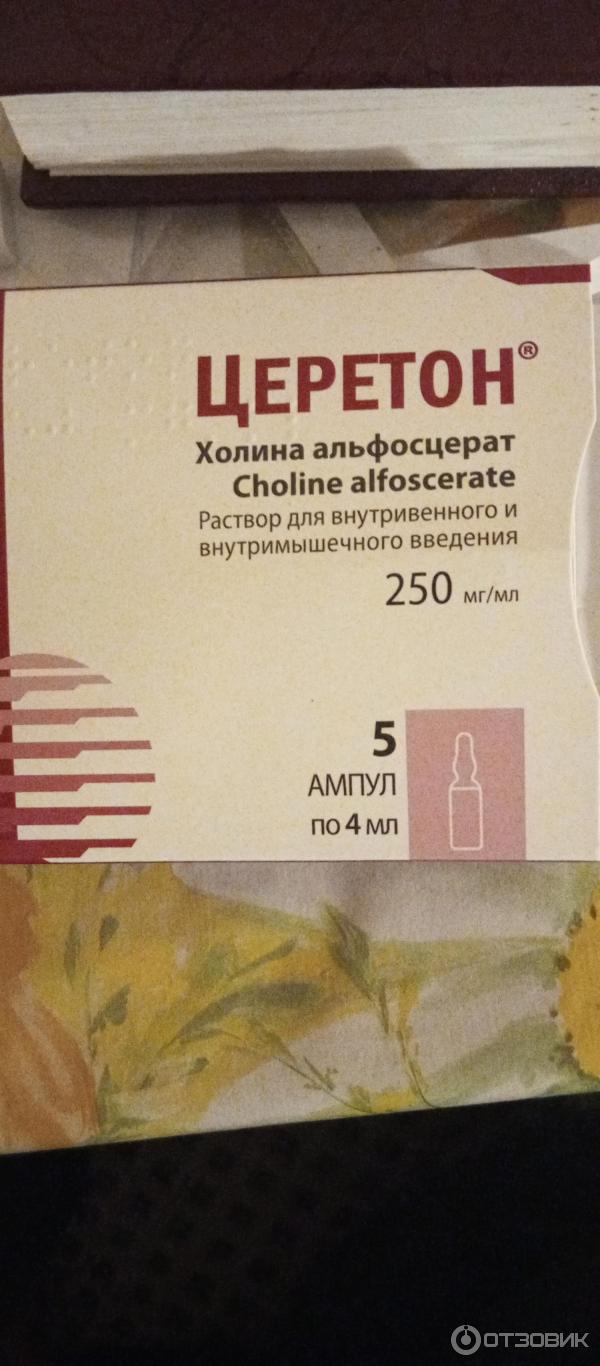 ЦЕРЕТОН®
Холина альфосцерат
Choline alfoscerate
Раствор для внутривенного и
внутримышечного введения
250 мг/мл
5
АМПУЛ
по 4 мл
ОТЗОВИК